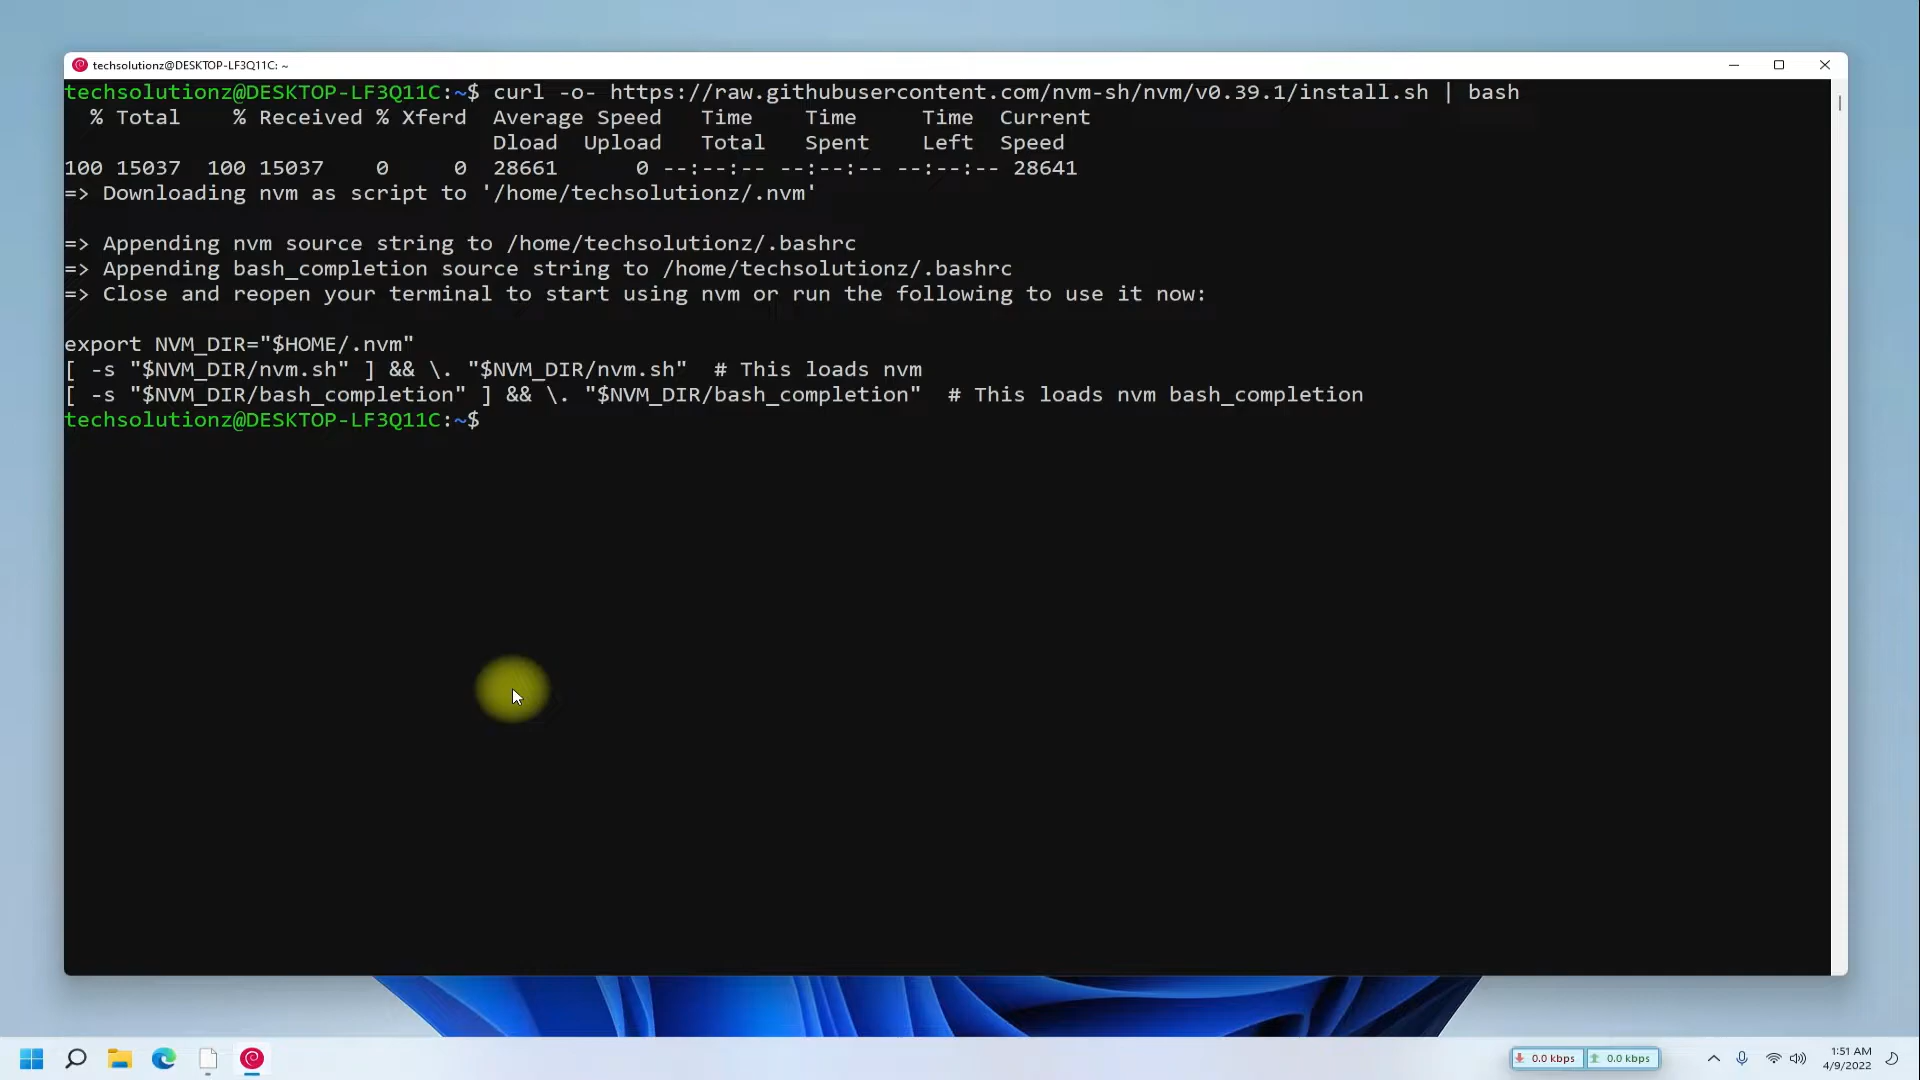 techsolutionz@DESKTOP-LF3Q11C: ~
techsolutionz@DESKTOP-LF3Q11C:~$ curl -o- https://raw.githubusercontent.com/nvm-sh/nvm/v0.39.1/install.sh | bash
% Total % Received % Xferd Average Speed Time Time Time Current
Dload Upload Total Spent Left Speed
100 15037 100 15037 0 0 28661 0 --:--:-- --:--:-- --:--:-- 28641
=> Downloading nvm as script to '/home/techsolutionz/.nvm'
=> Appending nvm source string to /home/techsolutionz/.bashrc
=> Appending bash_completion source string to /home/techsolutionz/.bashrc
=> Close and reopen your terminal to start using nvm or run the following to use it now:
export NVM_DIR="$HOME/.nvm"
[ -s "$NVM_DIR/nvm.sh" ] && \. "$NVM_DIR/nvm.sh"  # This loads nvm
[ -s "$NVM_DIR/bash_completion" ] && \. "$NVM_DIR/bash_completion"  # This loads nvm bash_completion
techsolutionz@DESKTOP-LF3Q11C:~$
0.0 kbps 0.0 kbps
1:51 AM
4/9/2022